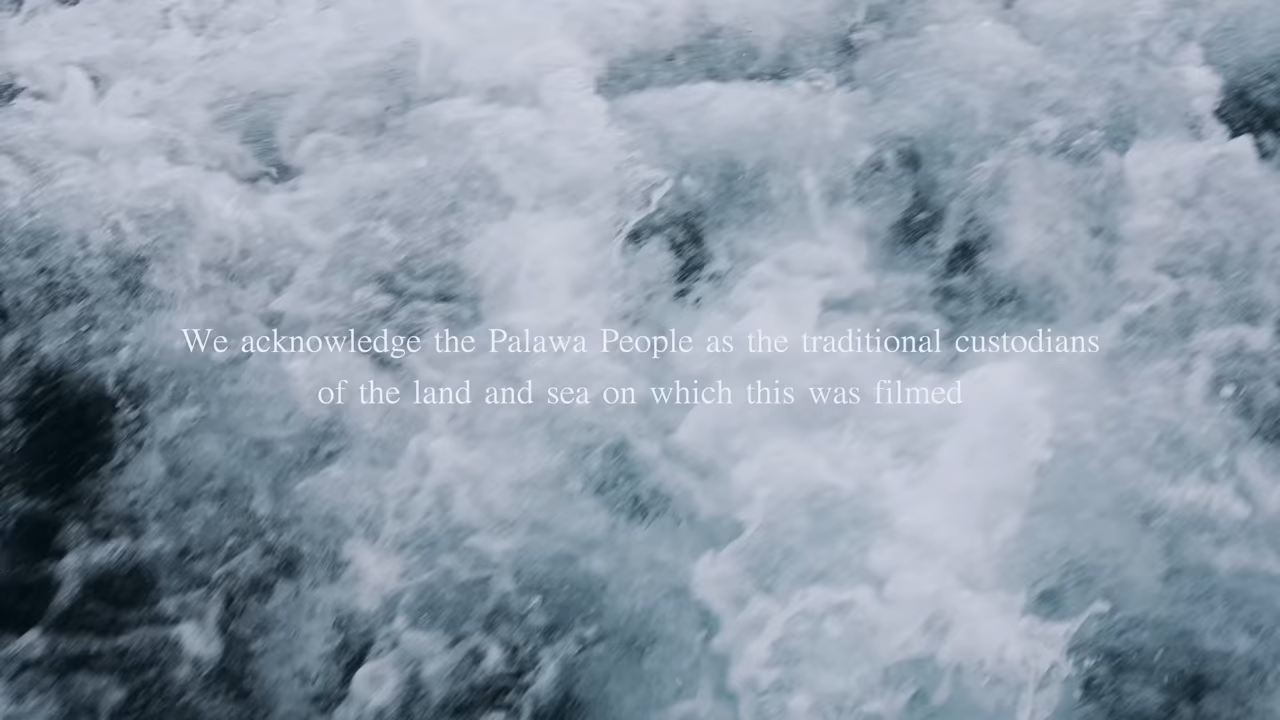 We acknowledge the Palawa People as the traditional custodians
of the land and sea on which this was filmed